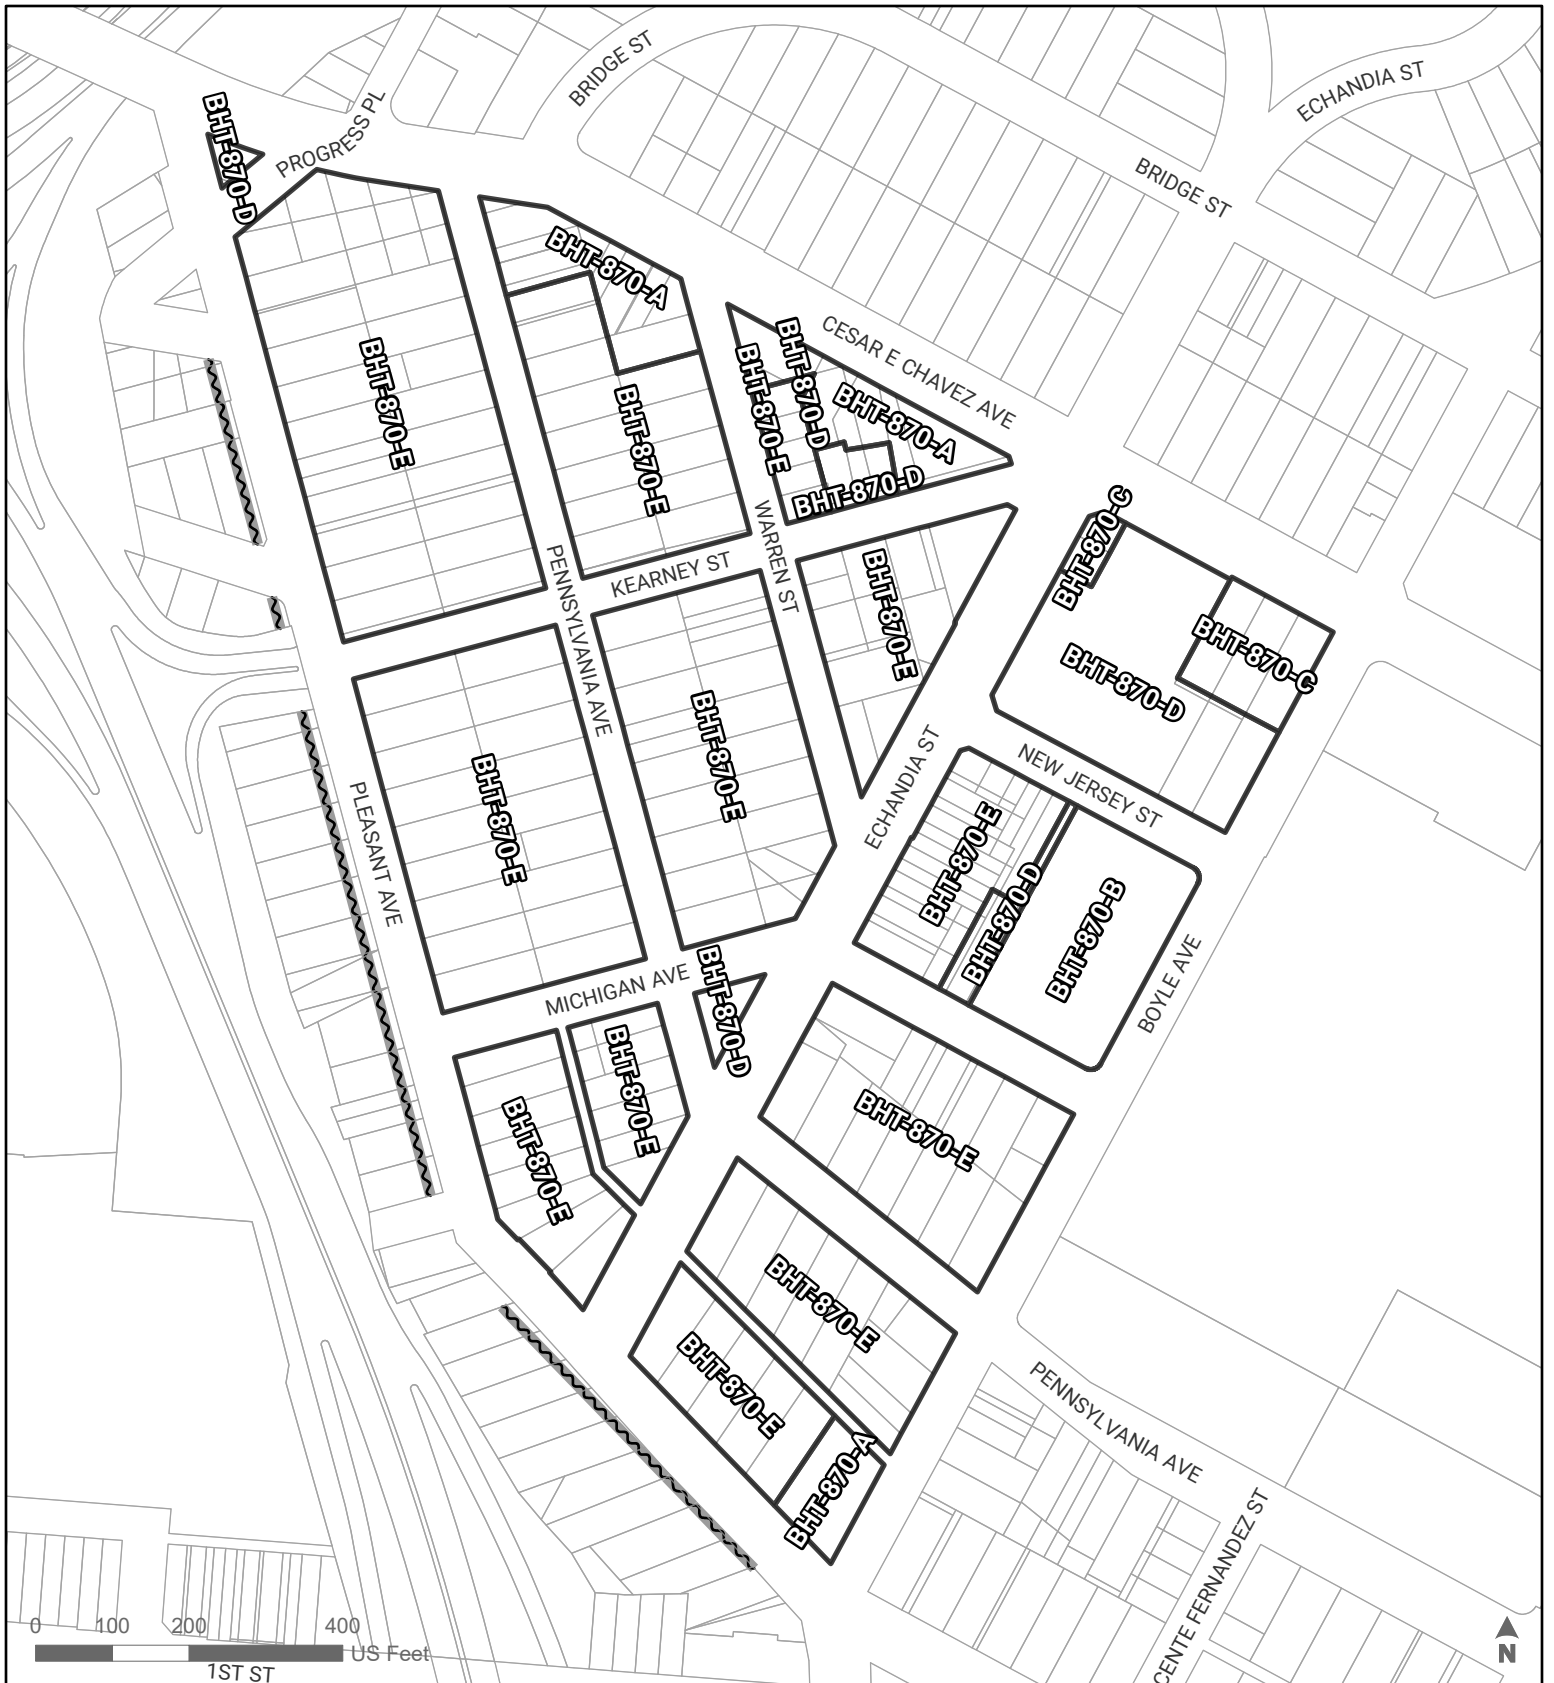 BRIDGE ST
ECHANDIA ST
BHT-870-D
PROGRESS PL
BRIDGE ST
BHT-870-A
CESAR E CHAVEZ AVE
BHT-870-E
BHT-870-E
BHT-870-E
BHT-870-D
BHT-870-A
BHT-870-D
WARREN ST
BHT-870-C
KEARNEY ST
PENNSYLVANIA AVE
BHT-870-E
BHT-870-C
BHT-870-D
BHT-870-E
BHT-870-E
ECHANDIA ST
NEW JERSEY ST
PLEASANT AVE
BHT-870-E
BHT-870-D
BHT-870-B
BOYLE AVE
MICHIGAN AVE
BHT-870-D
BHT-870-E
BHT-870-E
BHT-870-E
BHT-870-E
BHT-870-E
BHT-870-A
PENNSYLVANIA AVE
CENTE FERNANDEZ ST
0 100 200 400
US Feet
1ST ST
N